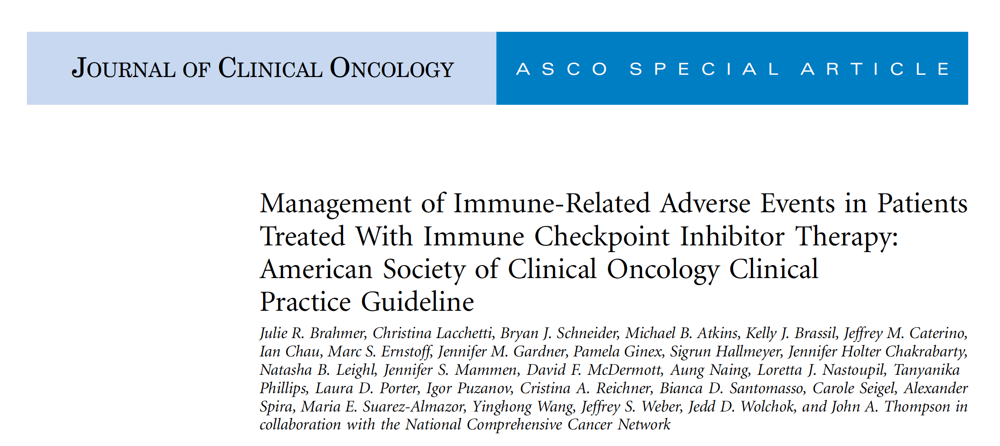 JOURNAL OF CLINICAL ONCOLOGY
ASCO SPECIAL ARTICLE
Management of Immune-Related Adverse Events in Patients
Treated With Immune Checkpoint Inhibitor Therapy:
American Society of Clinical Oncology Clinical
Practice Guideline
Julie R. Brahmer, Christina Lacchetti, Bryan J. Schneider, Michael B. Atkins, Kelly J. Brassil, Jeffrey M. Caterino,
Ian Chau, Marc S. Ernstoff, Jennifer M. Gardner, Pamela Ginex, Sigrun Hallmeyer, Jennifer Holter Chakrabarty,
Natasha B. Leighl, Jennifer S. Mammen, David F. McDermott, Aung Naing, Loretta J. Nastoupil, Tanyanika
Phillips, Laura D. Porter, Igor Puzanov, Cristina A. Reichner, Bianca D. Santomasso, Carole Seigel, Alexander
Spira, Maria E. Suarez-Almazor, Yinghong Wang, Jeffrey S. Weber, Jedd D. Wolchok, and John A. Thompson in
collaboration with the National Comprehensive Cancer Network